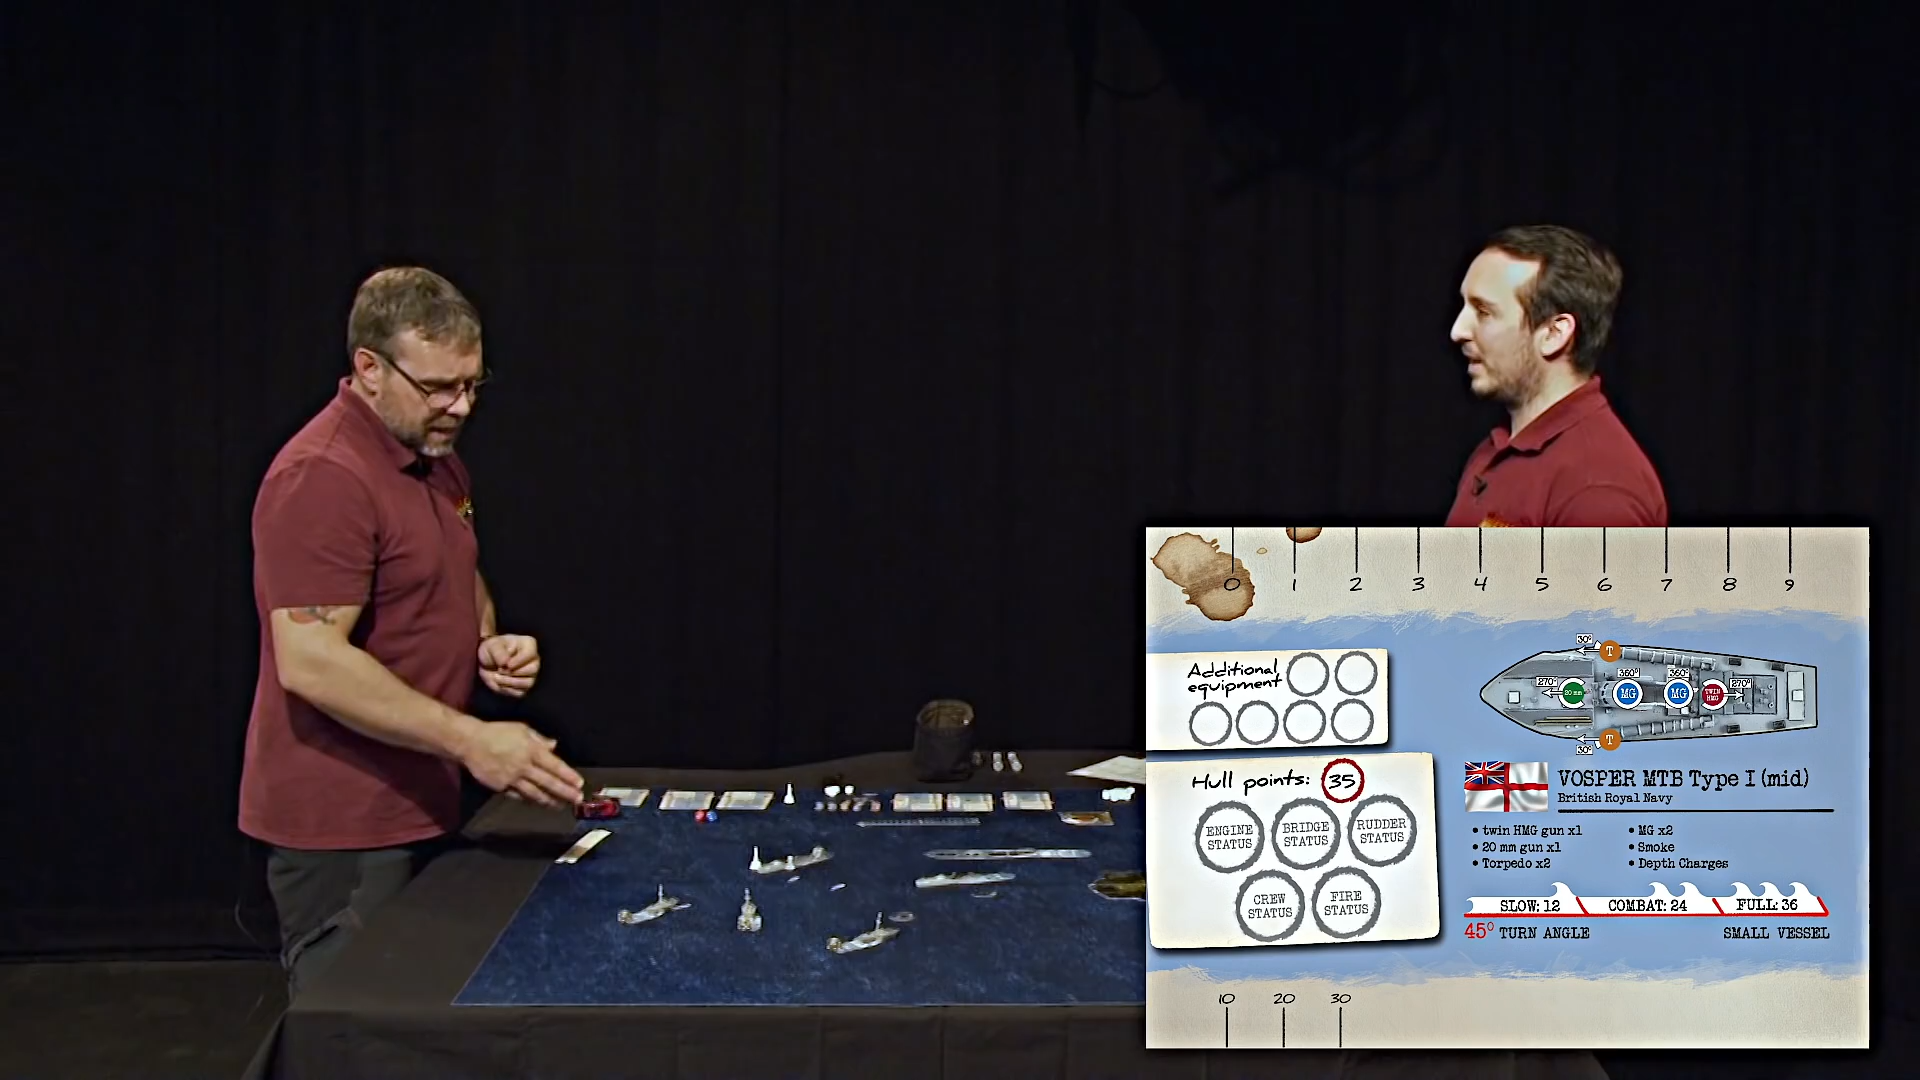 0 1 2 3 4 5 6 7 8 9
Additional
equipment
Hull points: 35
ENGINE
STATUS
BRIDGE
STATUS
RUDDER
STATUS
CREW
STATUS
FIRE
STATUS
10 20 30
30°
T
270°
20 mm
360°
MG
360°
MG
TWIN
HMG
270°
30°
T
VOSPER MTB Type I (mid)
British Royal Navy
• twin HMG gun x1
• 20 mm gun x1
• Torpedo x2
• MG x2
• Smoke
• Depth Charges
SLOW: 12
COMBAT: 24
FULL: 36
45° TURN ANGLE
SMALL VESSEL